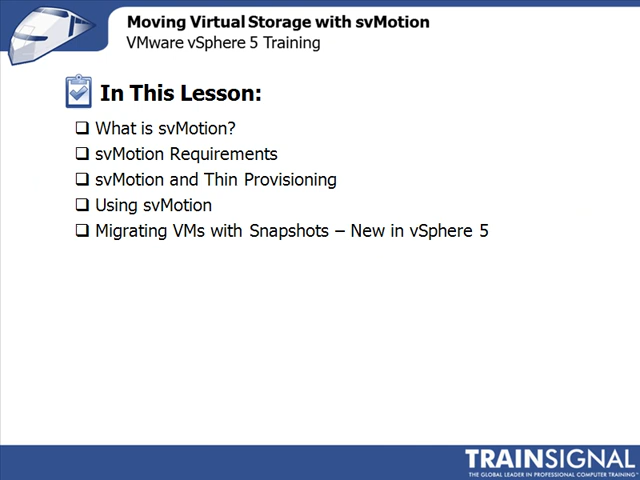 Moving Virtual Storage with svMotion
VMware vSphere 5 Training
In This Lesson:
What is svMotion?
svMotion Requirements
svMotion and Thin Provisioning
Using svMotion
Migrating VMs with Snapshots – New in vSphere 5
TRAINSIGNAL
THE GLOBAL LEADER IN PROFESSIONAL COMPUTER TRAINING